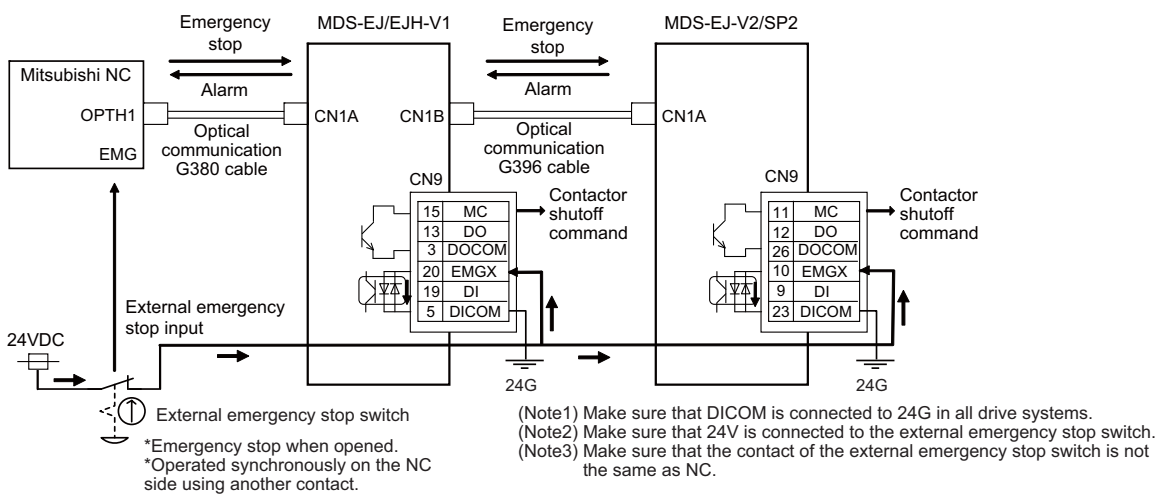 Emergency
stop
MDS-EJ/EJH-V1
Emergency
stop
MDS-EJ-V2/SP2
Mitsubishi NC
Alarm
Alarm
OPTH1
CN1A
CN1B
CN1A
EMG
Optical
communication
G380 cable
Optical
communication
G396 cable
CN9
15 MC
13 DO
3 DOCOM
20 EMGX
19 DI
5 DICOM
Contactor
shutoff
command
CN9
11 MC
12 DO
26 DOCOM
10 EMGX
9 DI
23 DICOM
Contactor
shutoff
command
External emergency
stop input
24VDC
24G
24G
External emergency stop switch
*Emergency stop when opened.
*Operated synchronously on the NC
side using another contact.
(Note1) Make sure that DICOM is connected to 24G in all drive systems.
(Note2) Make sure that 24V is connected to the external emergency stop switch.
(Note3) Make sure that the contact of the external emergency stop switch is not
the same as NC.